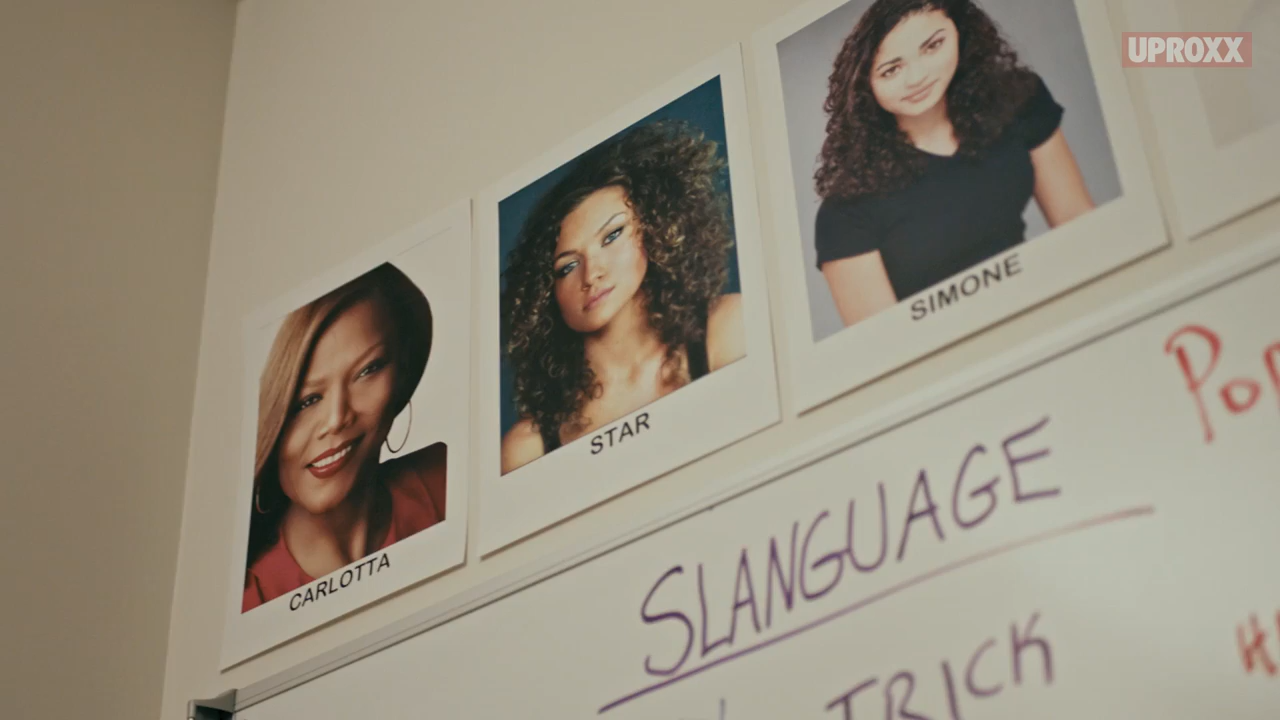 UPROXX
SIMONE
STAR
CARLOTTA
SLANGUAGE
TRICK